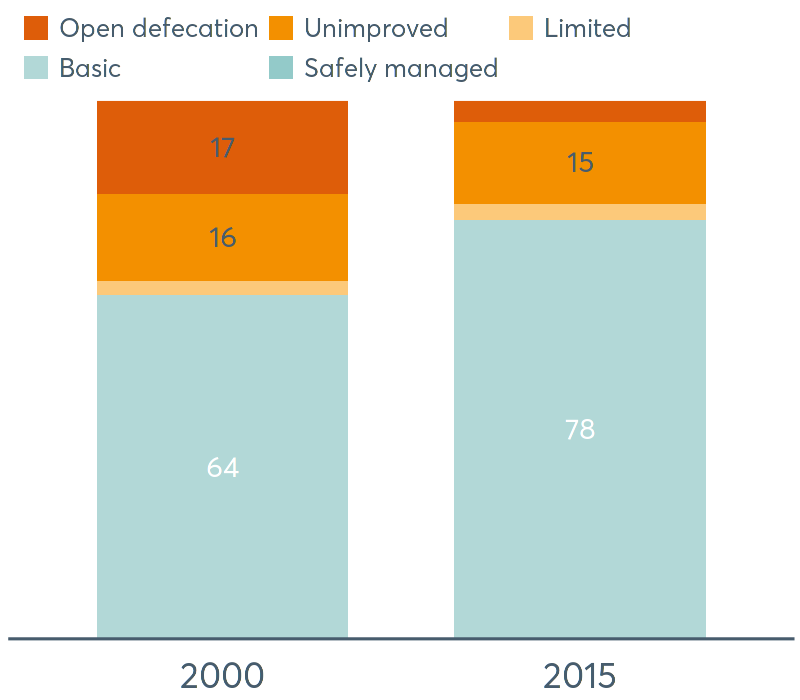 Open defecation Unimproved Limited
Basic Safely managed
17 15
16
64 78
2000 2015